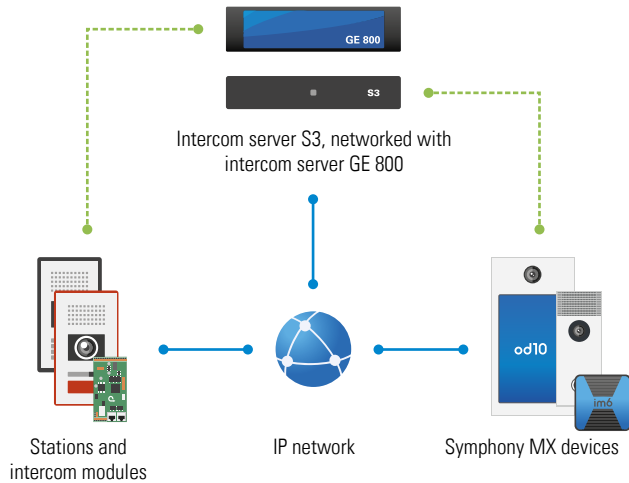 GE 800
S3
Intercom server S3, networked with
intercom server GE 800
od10
im6
Stations and
intercom modules
IP network
Symphony MX devices